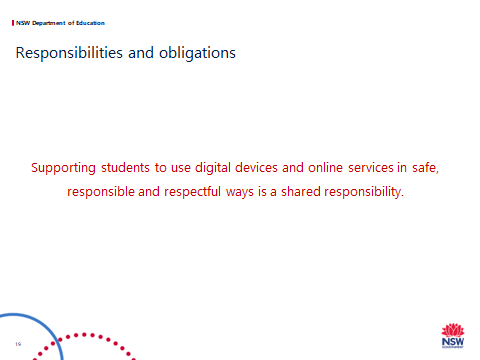 NSW Department of Education
Responsibilities and obligations
Supporting students to use digital devices and online services in safe,
responsible and respectful ways is a shared responsibility.
19
NSW